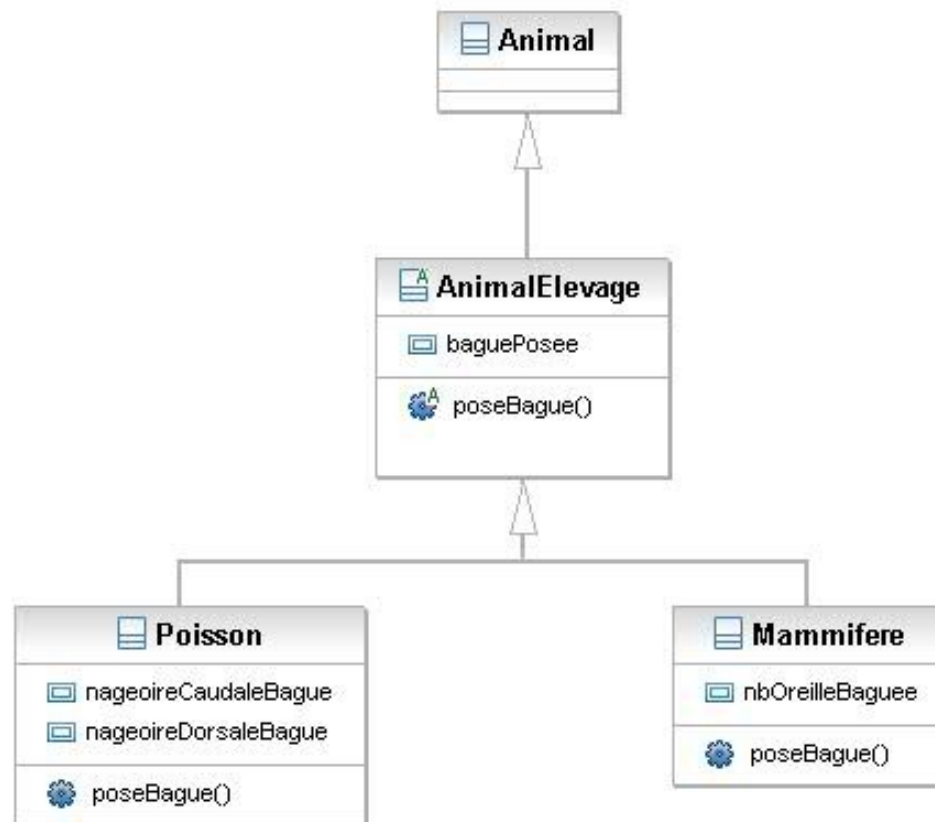 Animal
AnimalElevage
baguePosee
poseBague()
Poisson
nageoireCaudaleBague
nageoireDorsaleBague
poseBague()
Mammifere
nbOreilleBaguee
poseBague()